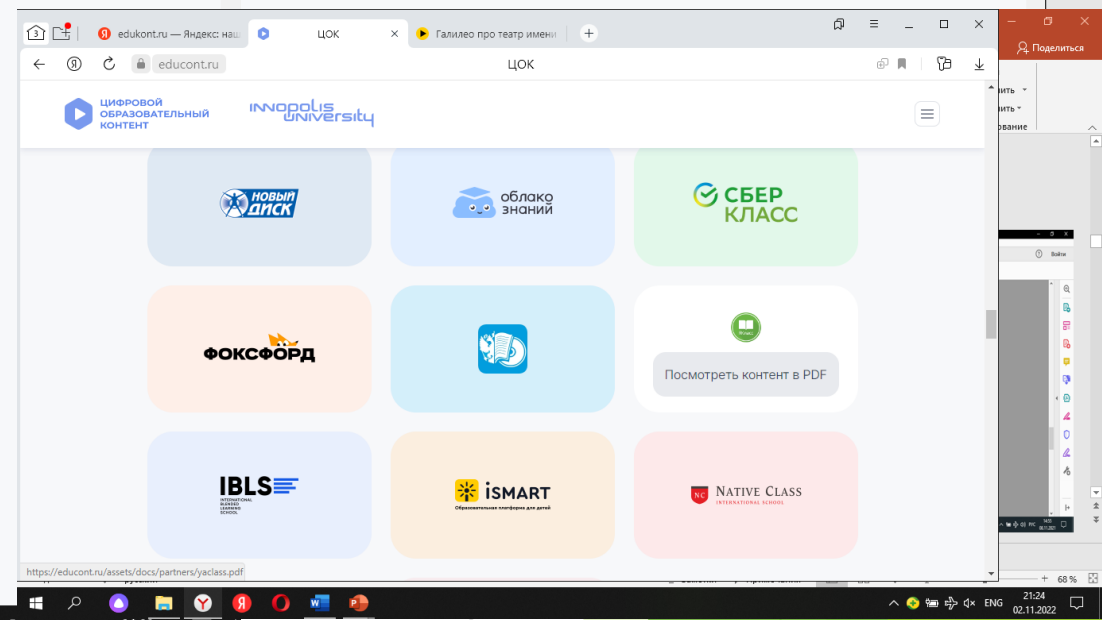 3
edukont.ru — Яндекс: наш
ЦОК
Галилео про театр имени
Поделиться
educont.ru
ЦОК
ЦИФРОВОЙ
ОБРАЗОВАТЕЛЬНЫЙ
КОНТЕНТ
INNOPOLIS
UNIVERSITY
НОВЫЙ
ДИСК
облако
знаний
СБЕР
КЛАСС
ФОКСФОРД
Посмотреть контент в PDF
IBLS
INTERNATIONAL
BLENDED
LEARNING
SCHOOL
iSMART
Образовательная платформа для детей
NC
NATIVE CLASS
INTERNATIONAL SCHOOL
Войти
https://educont.ru/assets/docs/partners/yaclass.pdf
68 %
ENG
21:24
02.11.2022